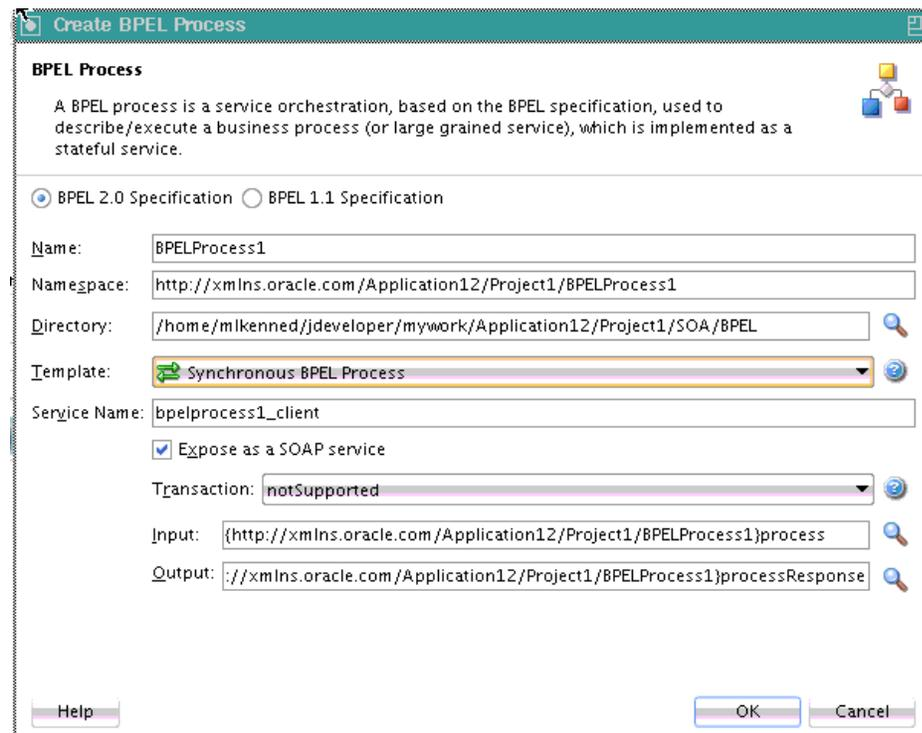 Create BPEL Process
BPEL Process
A BPEL process is a service orchestration, based on the BPEL specification, used to
describe/execute a business process (or large grained service), which is implemented as a
stateful service.
BPEL 2.0 Specification BPEL 1.1 Specification
Name: BPELProcess1
Namespace: http://xmlns.oracle.com/Application12/Project1/BPELProcess1
Directory: /home/mlkenned/jdeveloper/mywork/Application12/Project1/SOA/BPEL
Template: Synchronous BPEL Process
Service Name: bpelprocess1_client
Expose as a SOAP service
Transaction: notSupported
Input: {http://xmlns.oracle.com/Application12/Project1/BPELProcess1}process
Output: ://xmlns.oracle.com/Application12/Project1/BPELProcess1}processResponse
Help OK Cancel